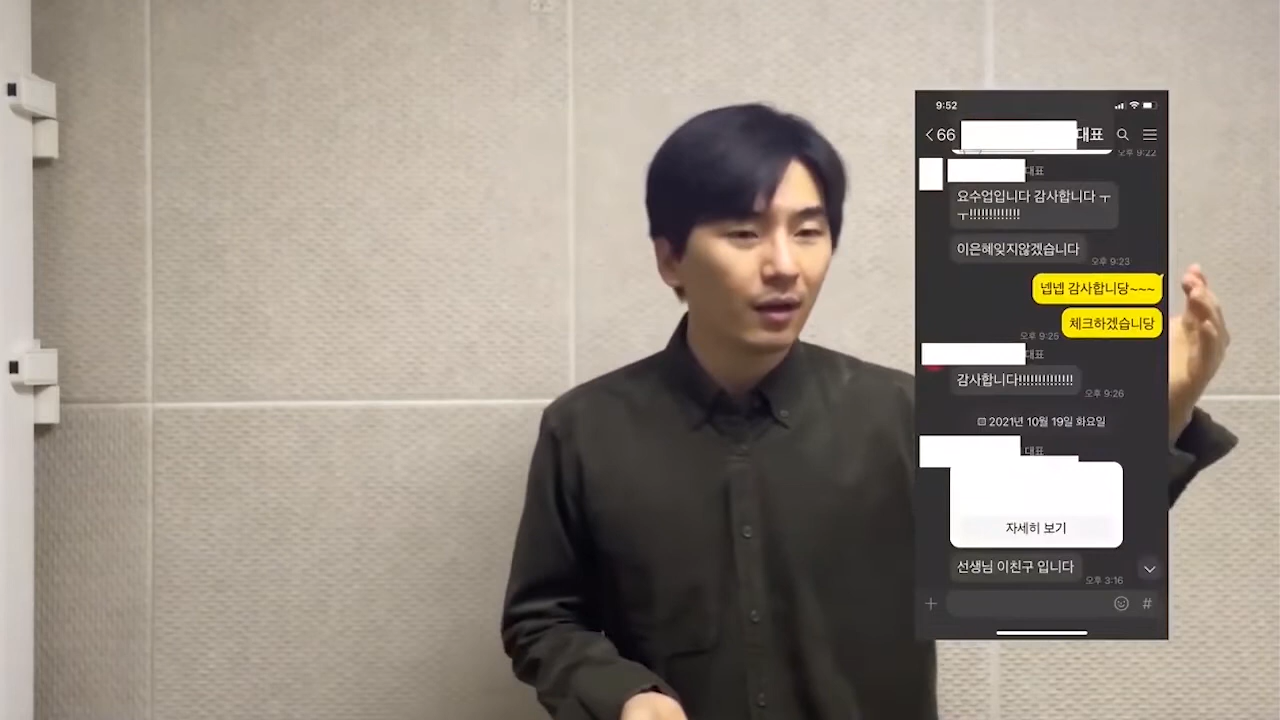 9:52
66
대표
오후 9:22
대표
요수업입니다 감사합니다 ㅜ
ㅜ!!!!!!!!!!!!!
이은혜잊지않겠습니다
오후 9:23
넵넵 감사합니당~~~
체크하겠습니당
오후 9:25
대표
감사합니다!!!!!!!!!!!!!!
오후 9:26
2021년 10월 19일 화요일
대표
자세히 보기
선생님 이친구 입니다
오후 3:16
#